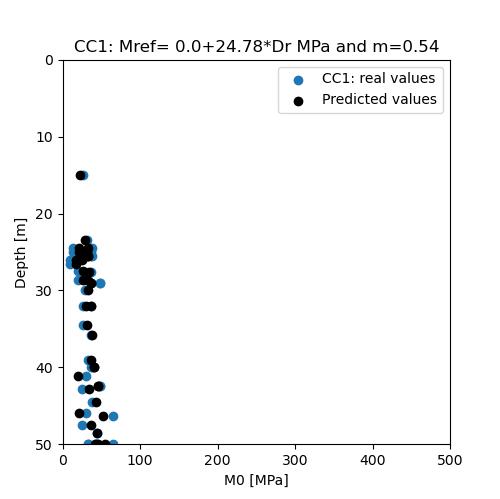 CC1: Mref= 0.0+24.78*Dr MPa and m=0.54
CC1: real values
Predicted values
0
10
20
30
40
50
Depth [m]
0 100 200 300 400 500
M0 [MPa]